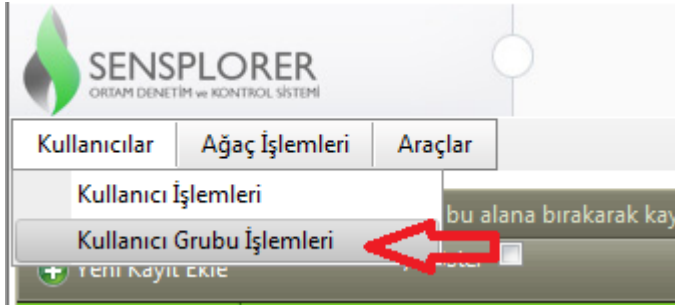 SENSPLORER
ORTAM DENETİM ve KONTROL SİSTEMİ
Kullanıcılar Ağaç İşlemleri Araçlar
Kullanıcı İşlemleri
bu alana bırakarak kay
Kullanıcı Grubu İşlemleri
Yeni Kayıt Ekle